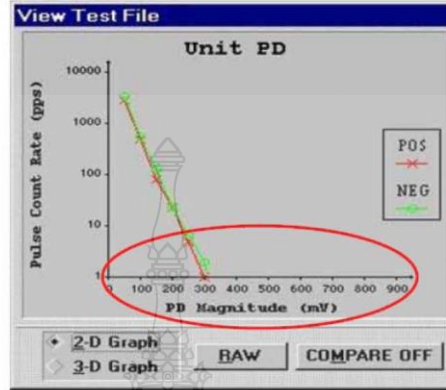 View Test File
Unit PD
Pulse Count Rate (pps)
10000
1000
100
10
1
0 100 200 300 400 500 600 700 800 900
PD Magnitude (mV)
POS
NEG
2-D Graph
3-D Graph
RAW
COMPARE OFF